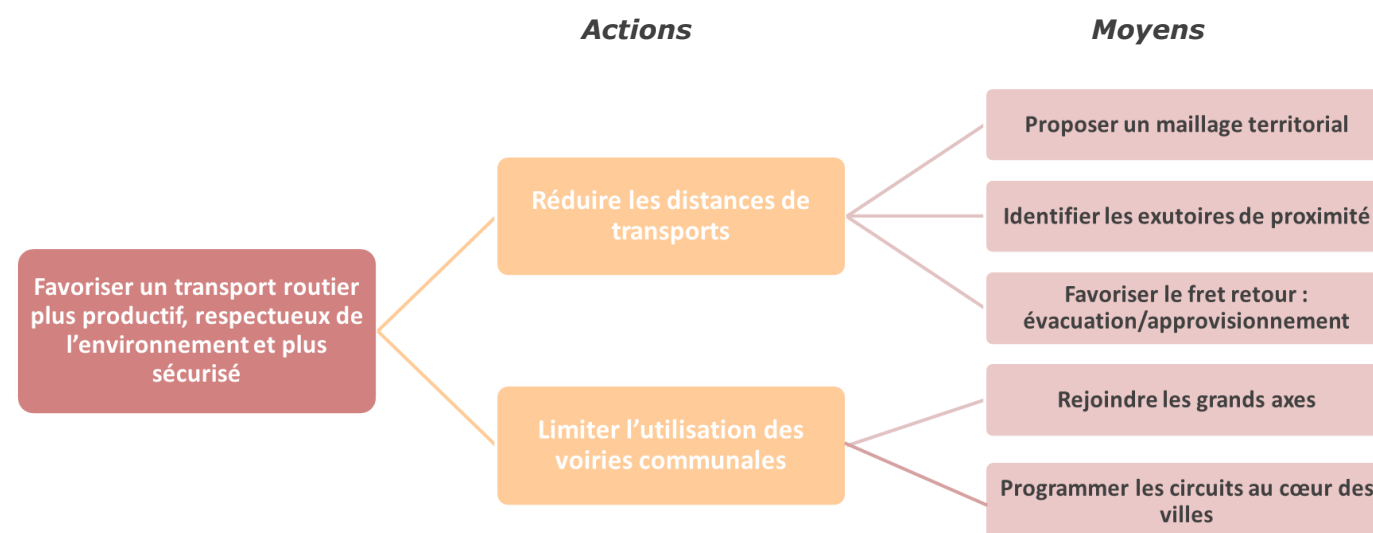 Actions
Moyens
Favoriser un transport routier
plus productif, respectueux de
l’environnement et plus
sécurisé
Réduire les distances de
transports
Limiter l’utilisation des
voiries communales
Proposer un maillage territorial
Identifier les exutoires de proximité
Favoriser le fret retour :
évacuation/approvisionnement
Rejoindre les grands axes
Programmer les circuits au cœur des
villes